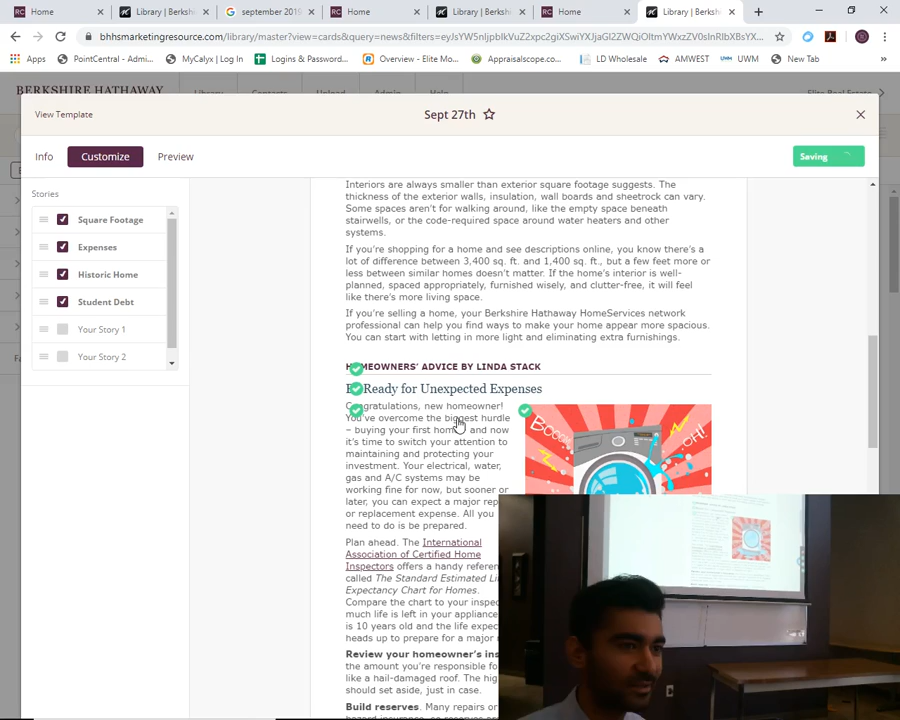 Home
Library | Berkshi
september 2019
Home
Library | Berksh
Home
Library | Berksh
bhhsmarketingresource.com/library/master?view=cards&query=news&filters=
Apps
PointCentral - Admi...
MyCalyx | Log In
Logins & Password...
Overview - Elite Mo...
Appraisalscope.co...
LD Wholesale
AMWEST
UWM
New Tab
BERKSHIRE HATHAWAY
Library
Contacts
Upload
Admin
Help
Elite Real Estate
View Template
Sept 27th
Info
Customize
Preview
Saving
Stories
Square Footage
Expenses
Historic Home
Student Debt
Your Story 1
Your Story 2
Interiors are always smaller than exterior square footage suggests. The
thickness of the exterior walls, insulation, wall boards and sheetrock can vary.
Some spaces aren't for walking around, like the empty space beneath
stairwells, or the code-required space around water heaters and other
systems.
If you're shopping for a home and see descriptions online, you know there's a
lot of difference between 3,400 sq. ft. and 1,400 sq. ft., but a few feet more or
less between similar homes doesn't matter. If the home's interior is well-
planned, spaced appropriately, furnished wisely, and clutter-free, it will feel
like there's more living space.
If you're selling a home, your Berkshire Hathaway HomeServices network
professional can help you find ways to make your home appear more spacious.
You can start with letting in more light and eliminating extra furnishings.
HOMEOWNERS' ADVICE BY LINDA STACK
Ready for Unexpected Expenses
Congratulations, new homeowner!
You've overcome the biggest hurdle
– buying your first home and now
it's time to switch your attention to
maintaining and protecting your
investment. Your electrical, water,
gas and A/C systems may be
working fine for now, but sooner or
later, you can expect a major rep
or replacement expense. All you
need to do is be prepared.
BOOOM
OH!
Plan ahead. The International
Association of Certified Home
Inspectors offers a handy referen
called The Standard Estimated Li
Expectancy Chart for Homes.
Compare the chart to your inspec
much life is left in your appliance
is 10 years old and the life expec
heads up to prepare for a major r
Review your homeowner's ins
the amount you're responsible fo
like a hail-damaged roof. The hig
should set aside, just in case.
Build reserves. Many repairs or